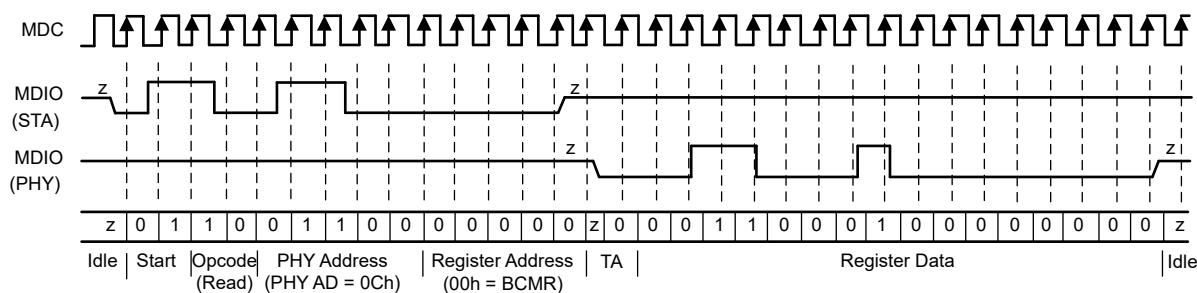 MDC
z z
MDIO
(STA)
MDIO
(PHY)
z z
z 0 1 1 0 0 1 1 0 0 0 0 0 0 0 z 0 0 0 1 1 0 0 0 1 0 0 0 0 0 0 0 0 z
Idle Start Opcode (Read) PHY Address (PHY AD = 0Ch) Register Address (00h = BCMR) TA Register Data Idle